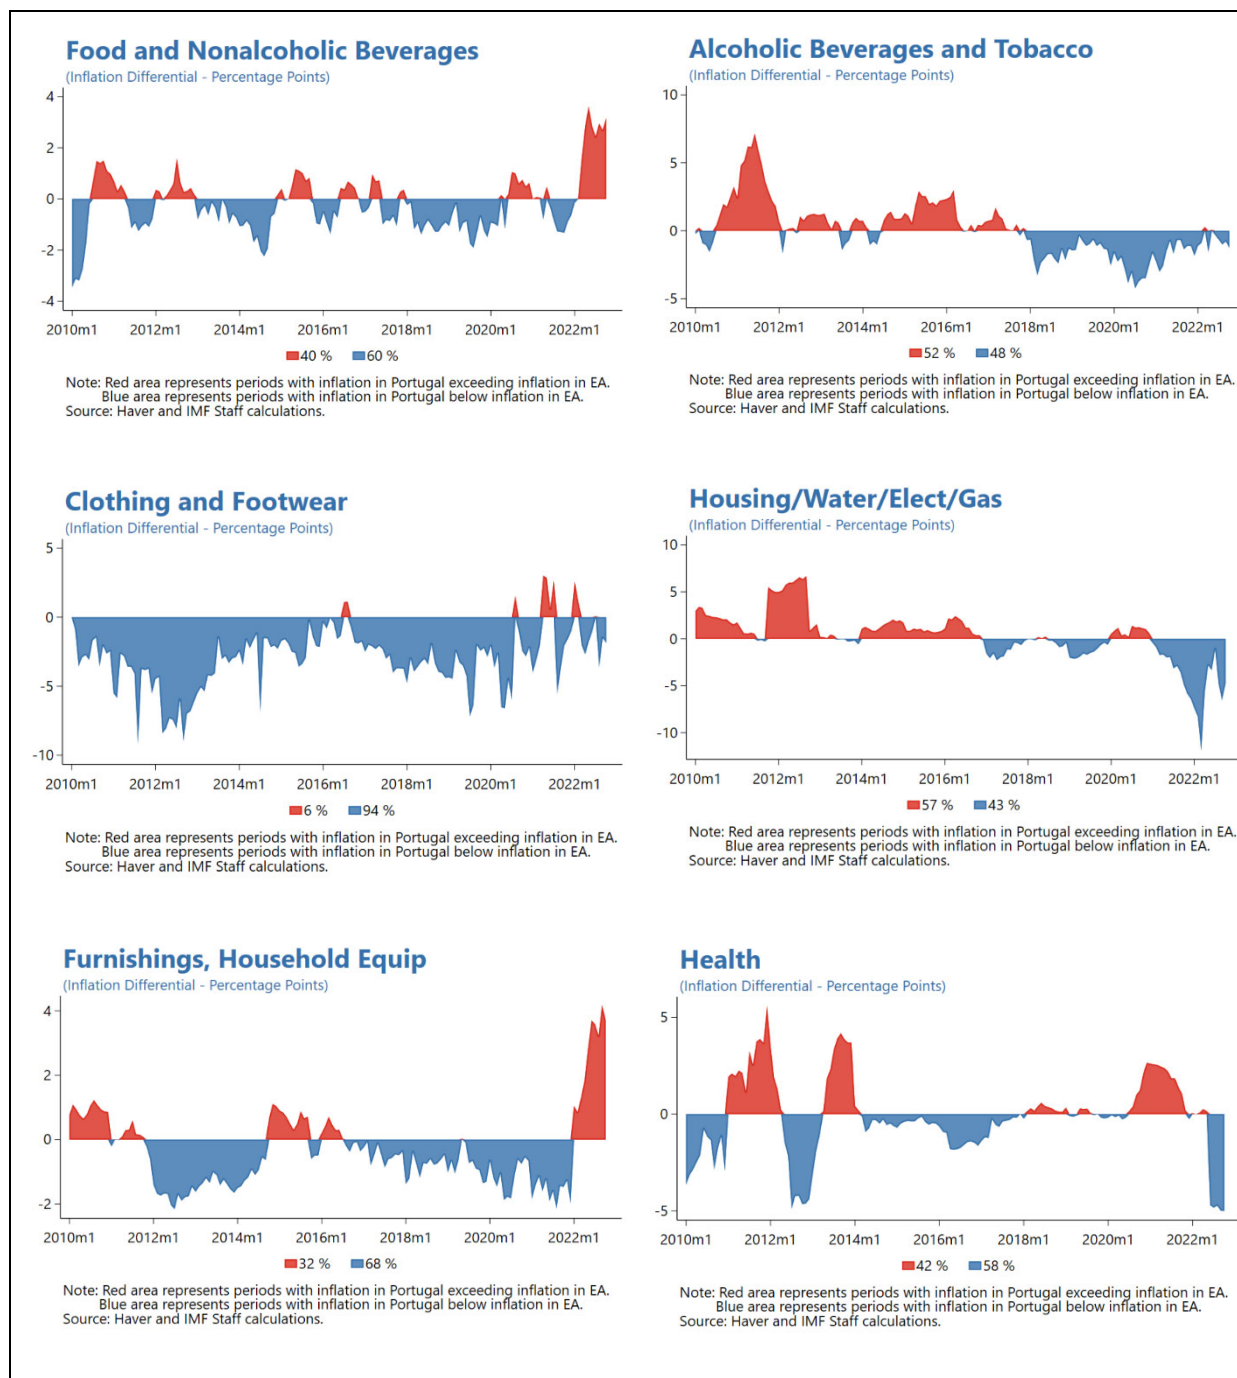 Food and Nonalcoholic Beverages
(Inflation Differential - Percentage Points)
4
2
0
-2
-4
2010m1 2012m1 2014m1 2016m1 2018m1 2020m1 2022m1
40 % 60 %
Note: Red area represents periods with inflation in Portugal exceeding inflation in EA.
Blue area represents periods with inflation in Portugal below inflation in EA.
Source: Haver and IMF Staff calculations.
Alcoholic Beverages and Tobacco
(Inflation Differential - Percentage Points)
10
5
0
-5
2010m1 2012m1 2014m1 2016m1 2018m1 2020m1 2022m1
52 % 48 %
Note: Red area represents periods with inflation in Portugal exceeding inflation in EA.
Blue area represents periods with inflation in Portugal below inflation in EA.
Source: Haver and IMF Staff calculations.
Clothing and Footwear
(Inflation Differential - Percentage Points)
5
0
-5
-10
2010m1 2012m1 2014m1 2016m1 2018m1 2020m1 2022m1
6 % 94 %
Note: Red area represents periods with inflation in Portugal exceeding inflation in EA.
Blue area represents periods with inflation in Portugal below inflation in EA.
Source: Haver and IMF Staff calculations.
Housing/Water/Elect/Gas
(Inflation Differential - Percentage Points)
10
5
0
-5
-10
2010m1 2012m1 2014m1 2016m1 2018m1 2020m1 2022m1
57 % 43 %
Note: Red area represents periods with inflation in Portugal exceeding inflation in EA.
Blue area represents periods with inflation in Portugal below inflation in EA.
Source: Haver and IMF Staff calculations.
Furnishings, Household Equip
(Inflation Differential - Percentage Points)
4
2
0
-2
2010m1 2012m1 2014m1 2016m1 2018m1 2020m1 2022m1
32 % 68 %
Note: Red area represents periods with inflation in Portugal exceeding inflation in EA.
Blue area represents periods with inflation in Portugal below inflation in EA.
Source: Haver and IMF Staff calculations.
Health
(Inflation Differential - Percentage Points)
5
0
-5
2010m1 2012m1 2014m1 2016m1 2018m1 2020m1 2022m1
42 % 58 %
Note: Red area represents periods with inflation in Portugal exceeding inflation in EA.
Blue area represents periods with inflation in Portugal below inflation in EA.
Source: Haver and IMF Staff calculations.